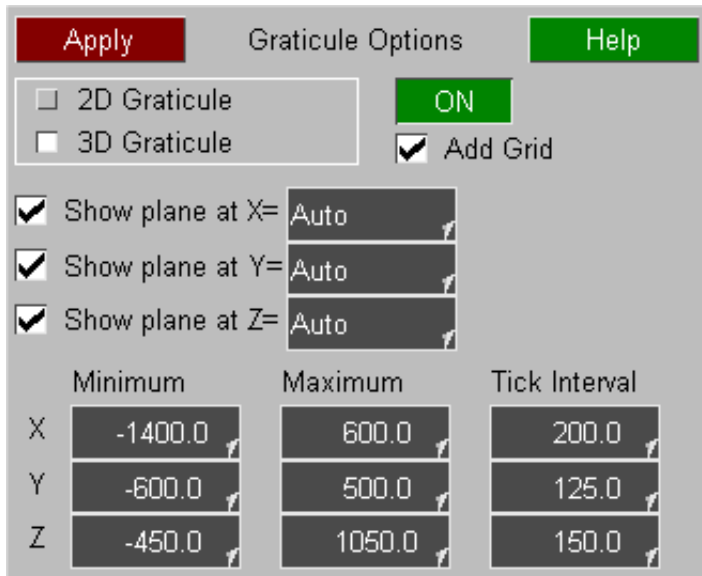 Apply Graticule Options Help
2D Graticule ON
3D Graticule Add Grid
Show plane at X= Auto
Show plane at Y= Auto
Show plane at Z= Auto
Minimum Maximum Tick Interval
X -1400.0 600.0 200.0
Y -600.0 500.0 125.0
Z -450.0 1050.0 150.0